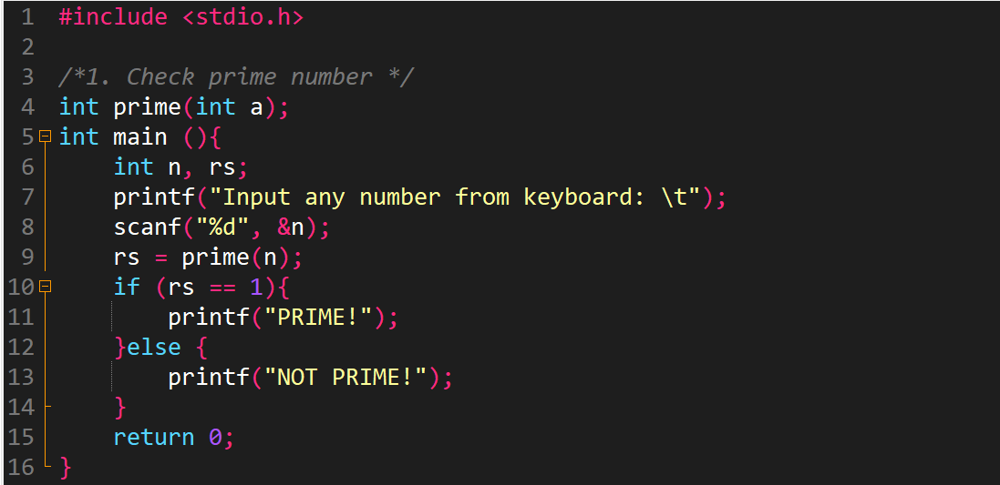 1 #include <stdio.h>
2
3 /*1. Check prime number */
4 int prime(int a);
5 int main (){
6     int n, rs;
7     printf("Input any number from keyboard: \t");
8     scanf("%d", &n);
9     rs = prime(n);
10     if (rs == 1){
11         printf("PRIME!");
12     }else {
13         printf("NOT PRIME!");
14     }
15     return 0;
16 }